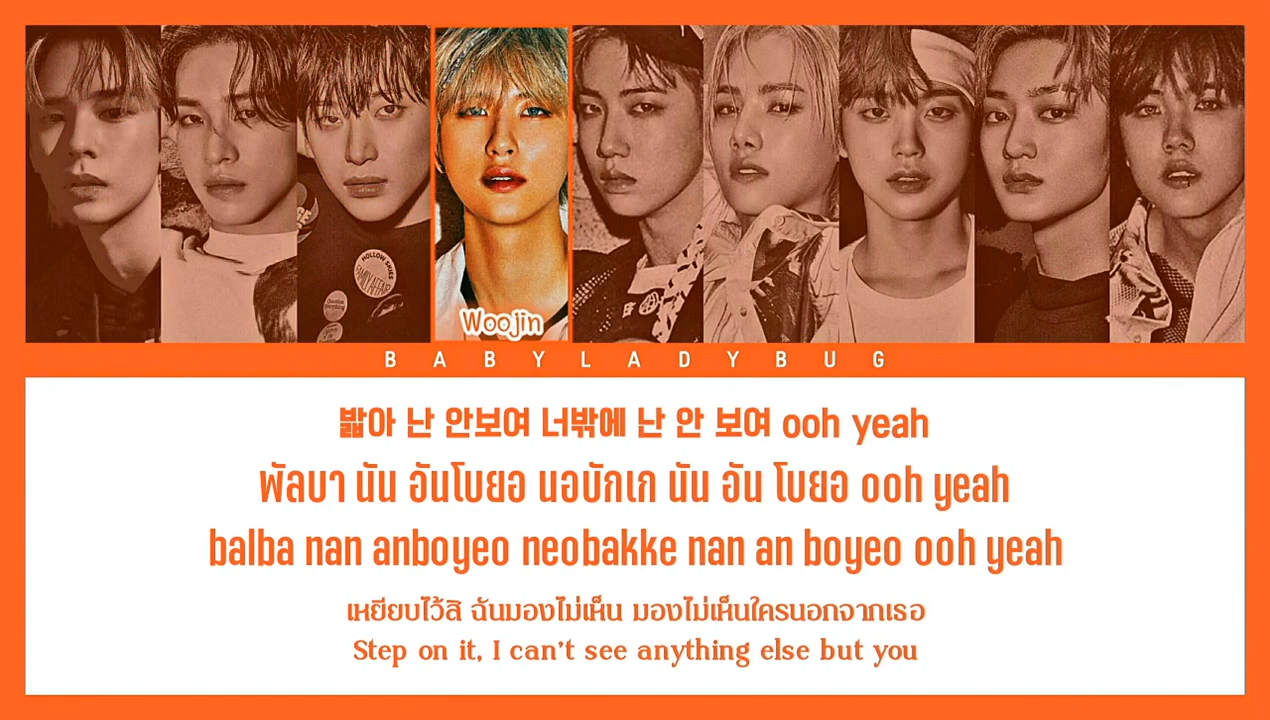 HOLLOW SKIES
FAMILY AFFAIR
Woojin
BABYLADYBUG
밟아 난 안보여 너밖에 난 안 보여 ooh yeah
พัลบา นัน อันโบยอ นอบักเก นัน อัน โบยอ ooh yeah
balba nan anboyeo neobakke nan an boyeo ooh yeah
เหยียบไว้สิ ฉันมองไม่เห็น มองไม่เห็นใครนอกจากเธอ
Step on it, I can't see anything else but you